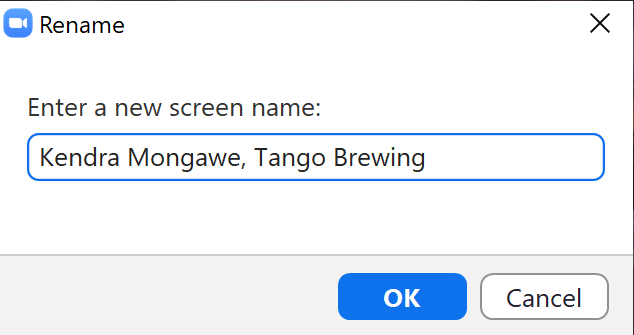 Rename
Enter a new screen name:
Kendra Mongawe, Tango Brewing
OK Cancel